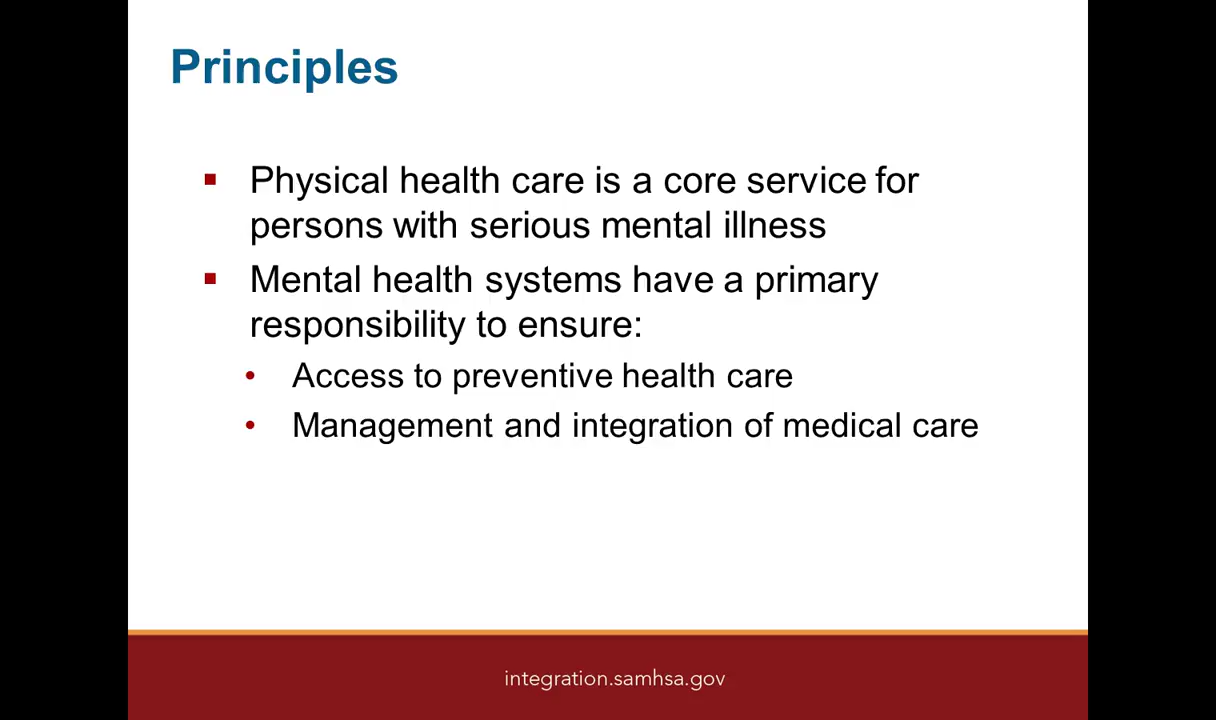 Principles
▪ Physical health care is a core service for
persons with serious mental illness
▪ Mental health systems have a primary
responsibility to ensure:
• Access to preventive health care
• Management and integration of medical care
integration.samhsa.gov